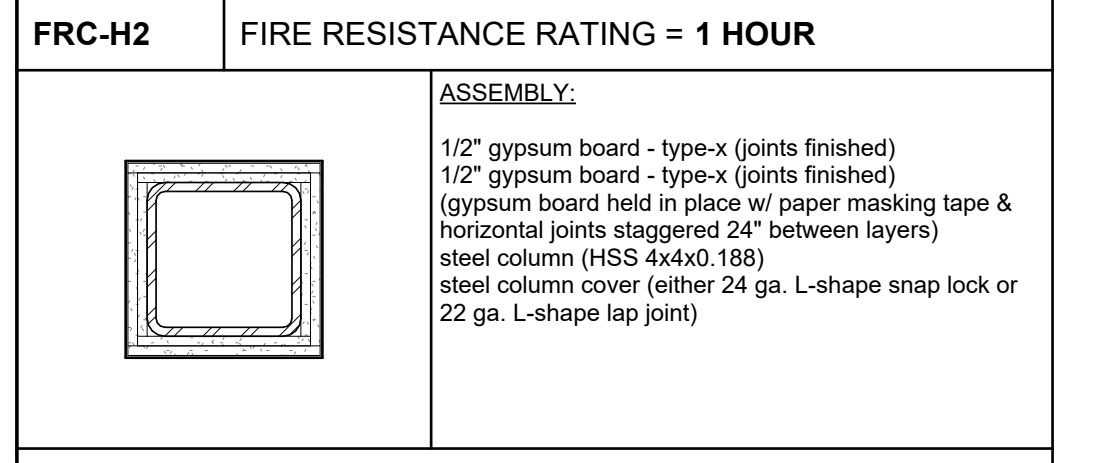 FRC-H2
FIRE RESISTANCE RATING = 1 HOUR
ASSEMBLY:
1/2" gypsum board - type-x (joints finished)
1/2" gypsum board - type-x (joints finished)
(gypsum board held in place w/ paper masking tape &
horizontal joints staggered 24" between layers)
steel column (HSS 4x4x0.188)
steel column cover (either 24 ga. L-shape snap lock or
22 ga. L-shape lap joint)